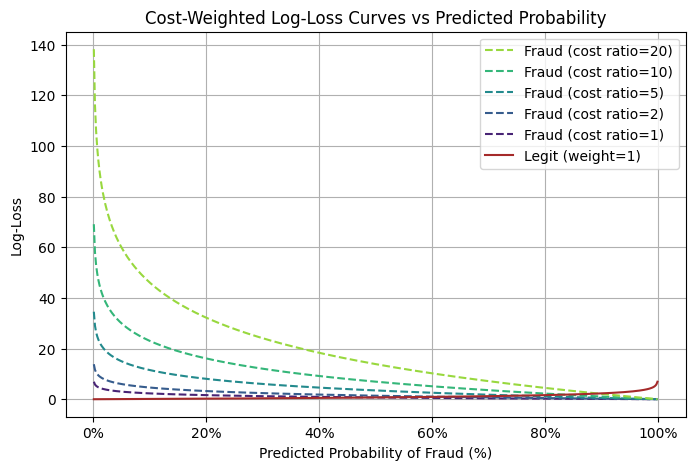 Cost-Weighted Log-Loss Curves vs Predicted Probability
140
120
100
80
60
40
20
0
Log-Loss
Fraud (cost ratio=20)
Fraud (cost ratio=10)
Fraud (cost ratio=5)
Fraud (cost ratio=2)
Fraud (cost ratio=1)
Legit (weight=1)
0% 20% 40% 60% 80% 100%
Predicted Probability of Fraud (%)